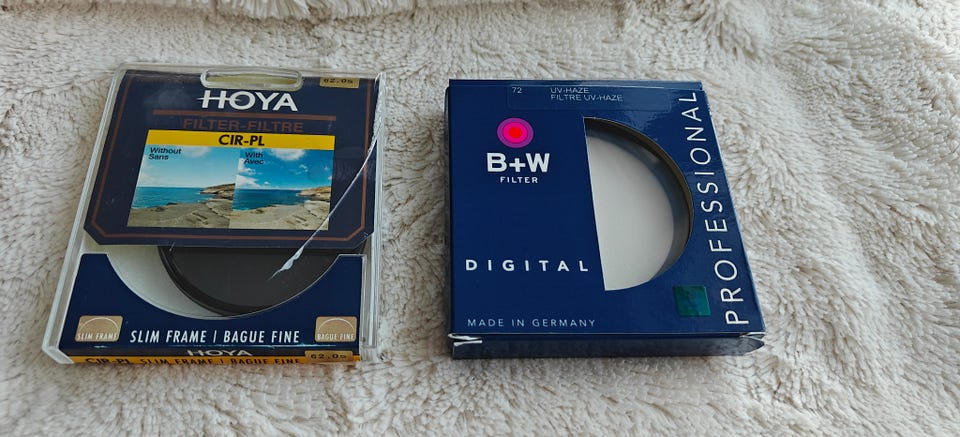 62.0s
HOYA
FILTER-FILTRE
CIR-PL
Without
Sans
With
Avec
SLIM FRAME
SLIM FRAME | BAGUE FINE
BAGUE FINE
HOYA
CIR-PL SLIM FRAME | BAGUE FINE
62.0s
72
UV-HAZE
FILTRE UV-HAZE
B+W
FILTER
DIGITAL
MADE IN GERMANY
PROFESSIONAL